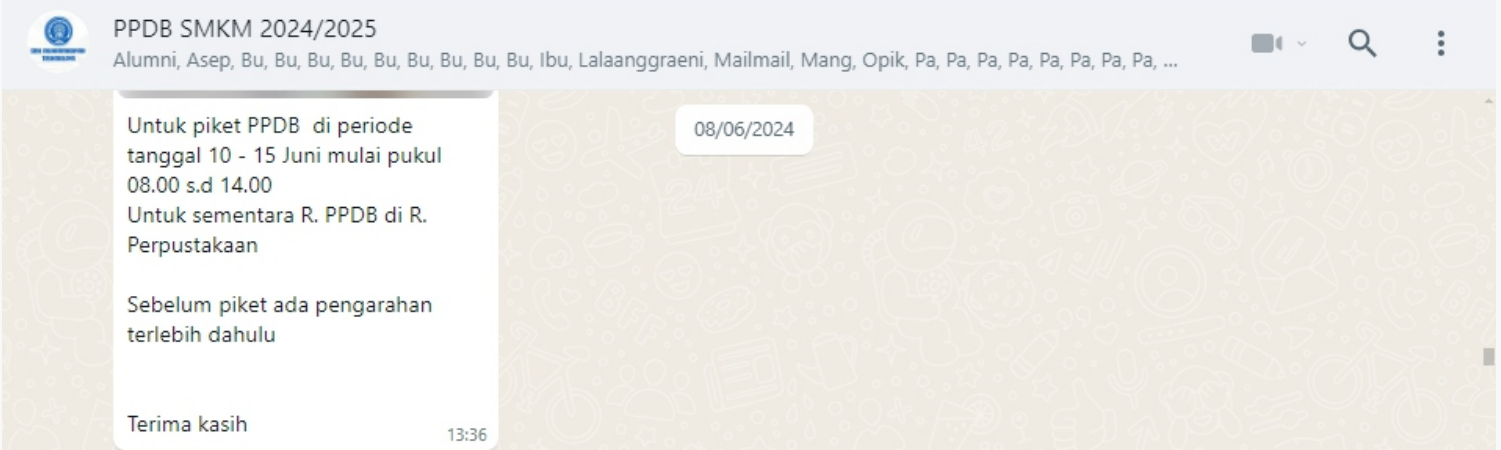 PPDB SMKM 2024/2025
Alumni, Asep, Bu, Bu, Bu, Bu, Bu, Bu, Bu, Bu, Bu, Ibu, Lalaanggraeni, Mailmail, Mang, Opik, Pa, Pa, Pa, Pa, Pa, Pa, Pa, Pa, ...
08/06/2024
Untuk piket PPDB  di periode
tanggal 10 - 15 Juni mulai pukul
08.00 s.d 14.00
Untuk sementara R. PPDB di R.
Perpustakaan
Sebelum piket ada pengarahan
terlebih dahulu
Terima kasih
13:36